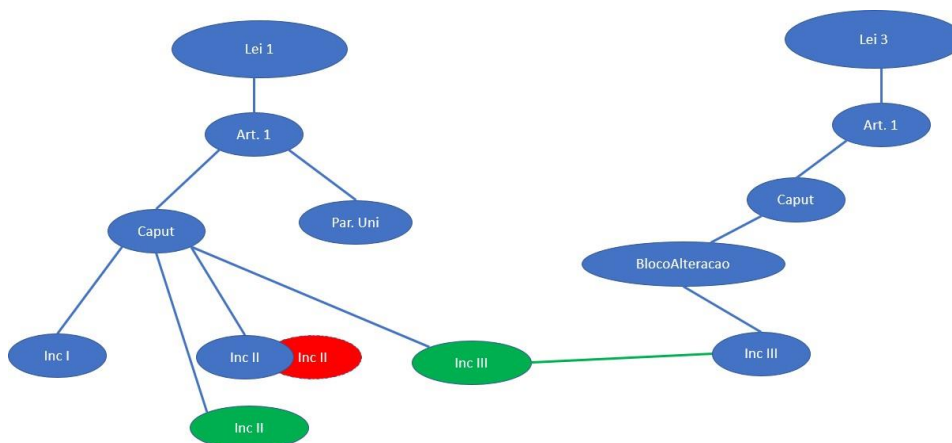 Lei 1
Lei 3
Art. 1
Art. 1
Caput
Par. Uni
Caput
BlocoAlteracao
Inc I
Inc II
Inc II
Inc III
Inc III
Inc II